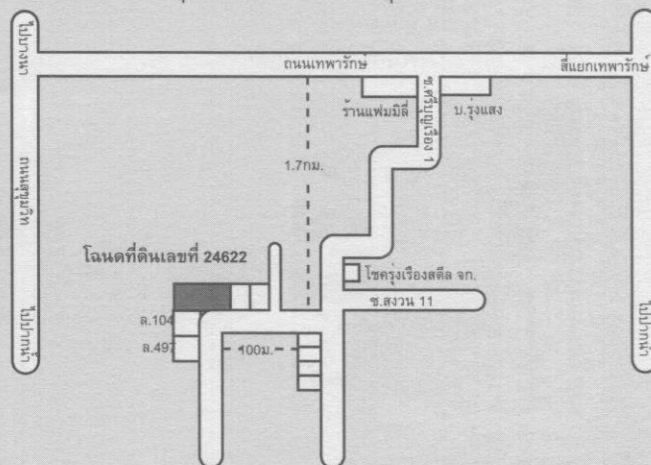 ไปบางนา
ถนนเทพารักษ์
สี่แยกเทพารักษ์
ร้านแฟมมิลี่
ซ.ศรีบุญเรือง 1
บ.รุ่งแสง
1.7กม.
ถนนสุขุมวิท
โฉนดที่ดินเลขที่ 24622
โชครุ่งเรืองสตีล จก.
ซ.สงวน 11
ล.104
ล.497
100ม.
ไปปากน้ำ
ไปปากน้ำ